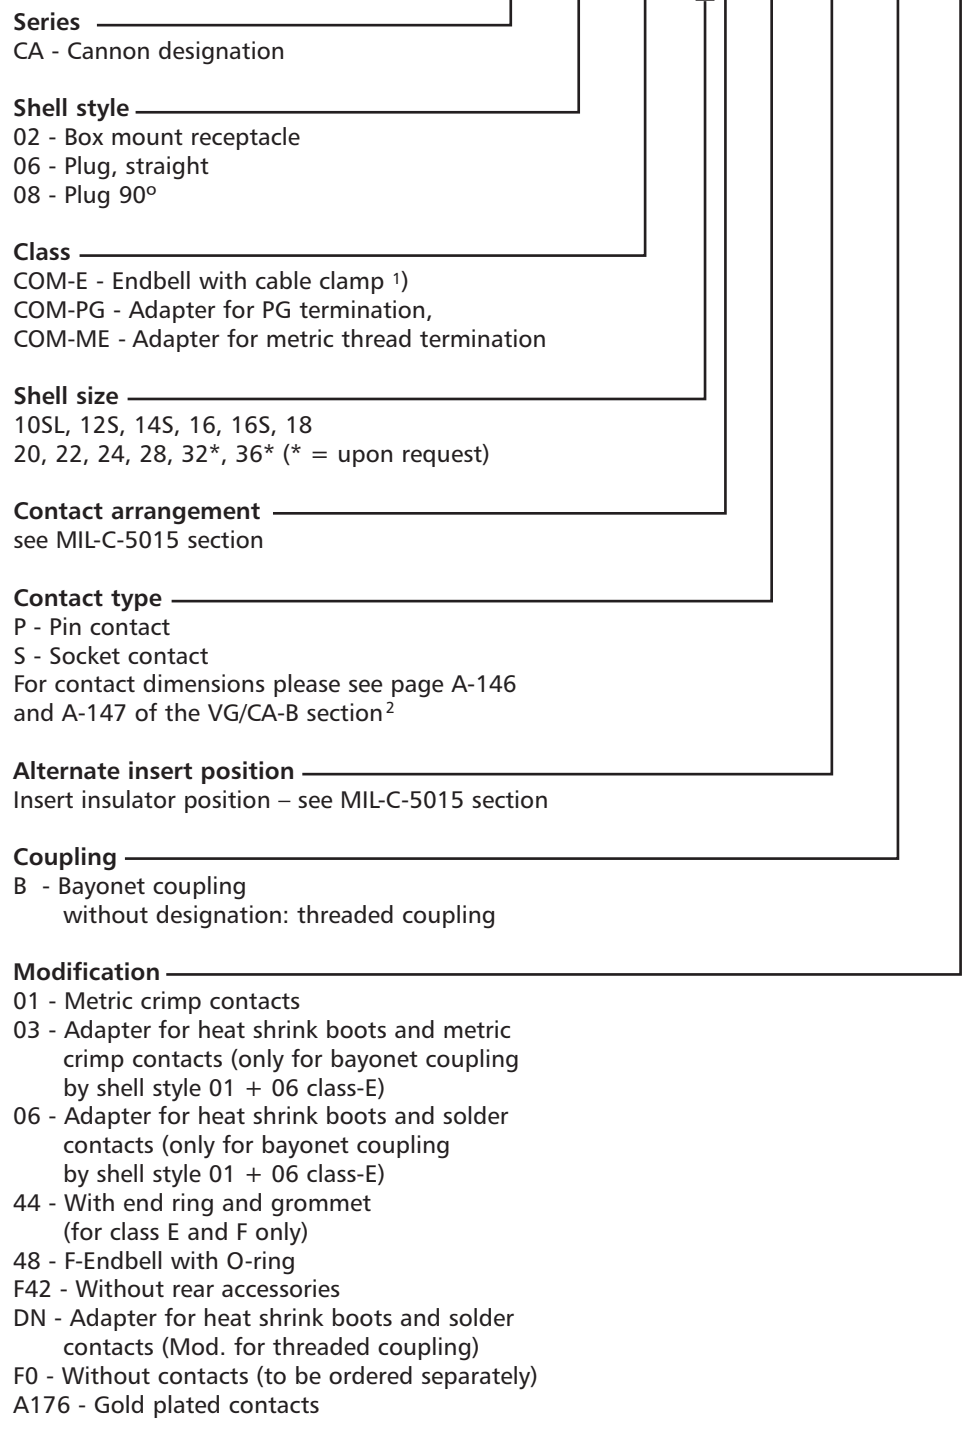 Series
CA - Cannon designation
Shell style
02 - Box mount receptacle
06 - Plug, straight
08 - Plug 90º
Class
COM-E - Endbell with cable clamp ¹)
COM-PG - Adapter for PG termination,
COM-ME - Adapter for metric thread termination
Shell size
10SL, 12S, 14S, 16, 16S, 18
20, 22, 24, 28, 32*, 36* (* = upon request)
Contact arrangement
see MIL-C-5015 section
Contact type
P - Pin contact
S - Socket contact
For contact dimensions please see page A-146
and A-147 of the VG/CA-B section²
Alternate insert position
Insert insulator position – see MIL-C-5015 section
Coupling
B - Bayonet coupling
without designation: threaded coupling
Modification
01 - Metric crimp contacts
03 - Adapter for heat shrink boots and metric
crimp contacts (only for bayonet coupling
by shell style 01 + 06 class-E)
06 - Adapter for heat shrink boots and solder
contacts (only for bayonet coupling
by shell style 01 + 06 class-E)
44 - With end ring and grommet
(for class E and F only)
48 - F-Endbell with O-ring
F42 - Without rear accessories
DN - Adapter for heat shrink boots and solder
contacts (Mod. for threaded coupling)
F0 - Without contacts (to be ordered separately)
A176 - Gold plated contacts